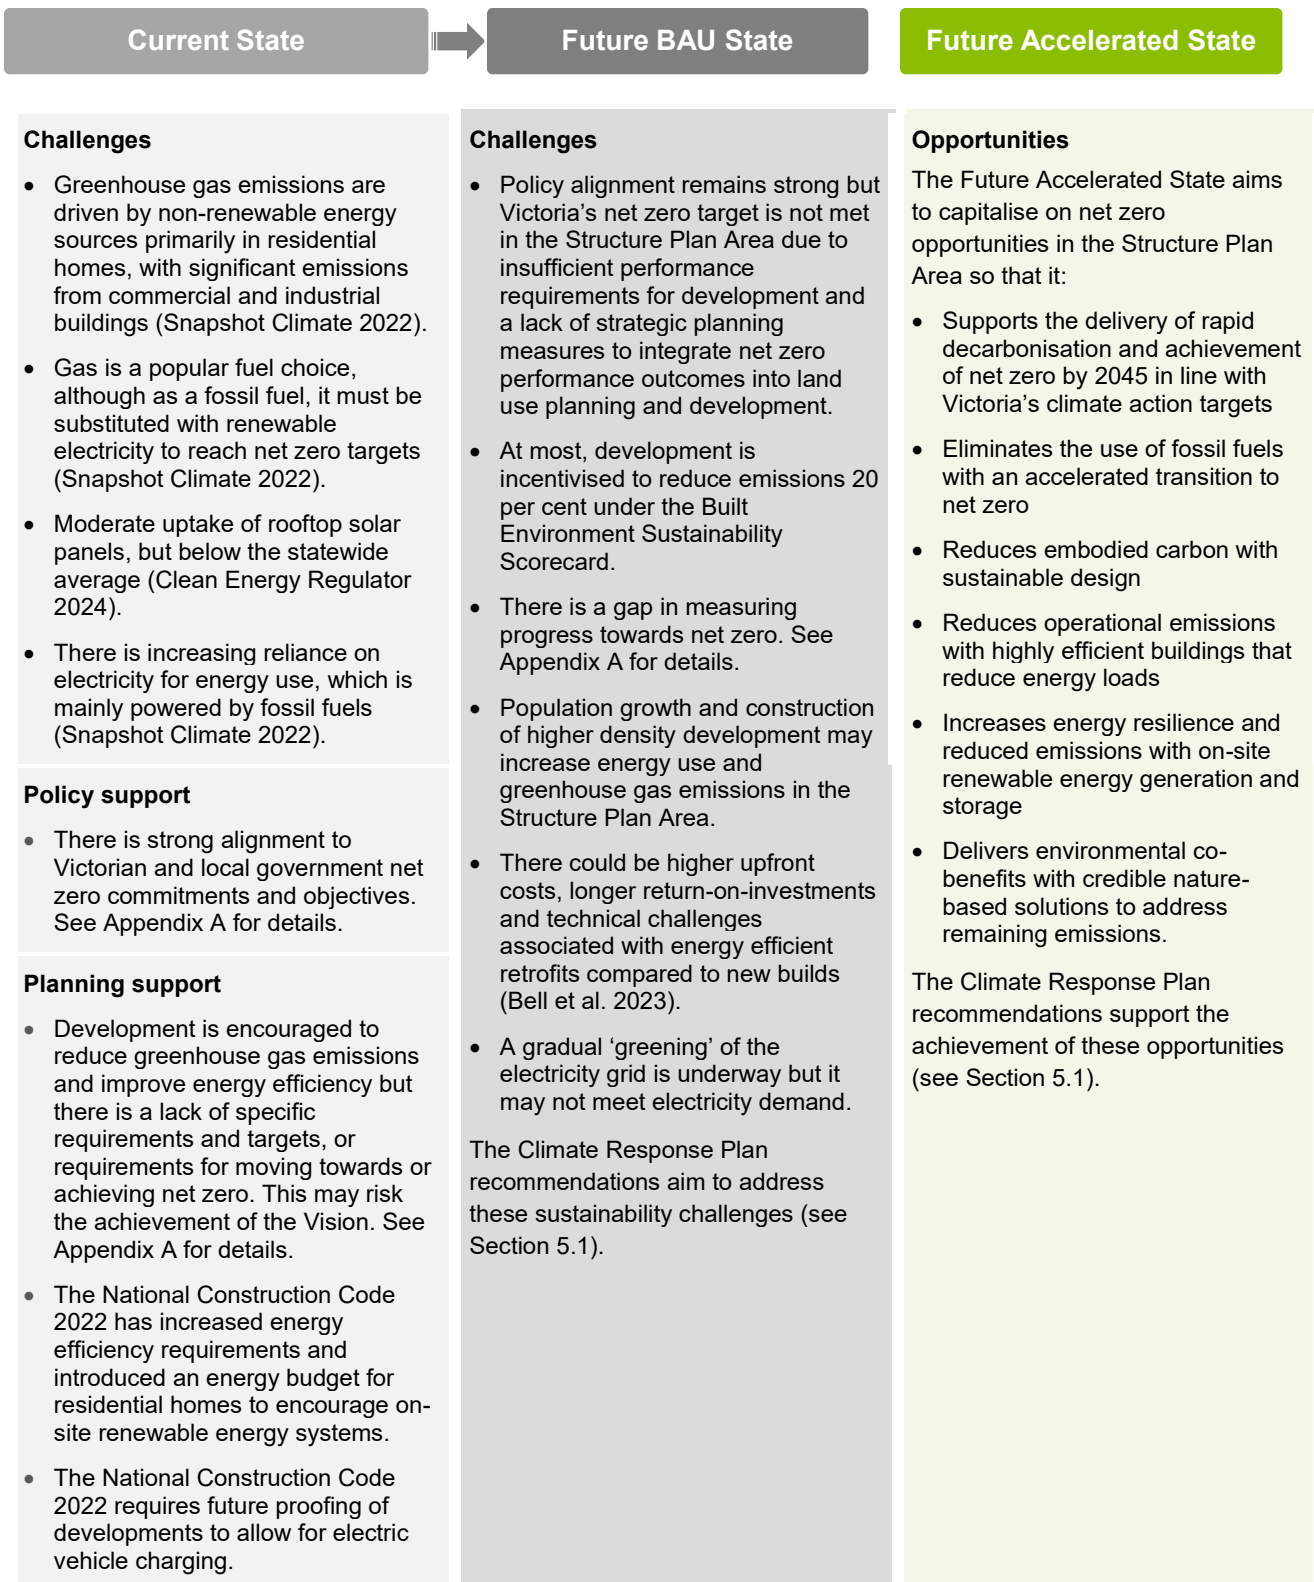 Current State
Future BAU State
Future Accelerated State
Challenges
• Greenhouse gas emissions are
driven by non-renewable energy
sources primarily in residential
homes, with significant emissions
from commercial and industrial
buildings (Snapshot Climate 2022).
• Gas is a popular fuel choice,
although as a fossil fuel, it must be
substituted with renewable
electricity to reach net zero targets
(Snapshot Climate 2022).
• Moderate uptake of rooftop solar
panels, but below the statewide
average (Clean Energy Regulator
2024).
• There is increasing reliance on
electricity for energy use, which is
mainly powered by fossil fuels
(Snapshot Climate 2022).
Policy support
• There is strong alignment to
Victorian and local government net
zero commitments and objectives.
See Appendix A for details.
Planning support
• Development is encouraged to
reduce greenhouse gas emissions
and improve energy efficiency but
there is a lack of specific
requirements and targets, or
requirements for moving towards or
achieving net zero. This may risk
the achievement of the Vision. See
Appendix A for details.
• The National Construction Code
2022 has increased energy
efficiency requirements and
introduced an energy budget for
residential homes to encourage on-
site renewable energy systems.
• The National Construction Code
2022 requires future proofing of
developments to allow for electric
vehicle charging.
Challenges
• Policy alignment remains strong but
Victoria’s net zero target is not met
in the Structure Plan Area due to
insufficient performance
requirements for development and
a lack of strategic planning
measures to integrate net zero
performance outcomes into land
use planning and development.
• At most, development is
incentivised to reduce emissions 20
per cent under the Built
Environment Sustainability
Scorecard.
• There is a gap in measuring
progress towards net zero. See
Appendix A for details.
• Population growth and construction
of higher density development may
increase energy use and
greenhouse gas emissions in the
Structure Plan Area.
• There could be higher upfront
costs, longer return-on-investments
and technical challenges
associated with energy efficient
retrofits compared to new builds
(Bell et al. 2023).
• A gradual ‘greening’ of the
electricity grid is underway but it
may not meet electricity demand.
The Climate Response Plan
recommendations aim to address
these sustainability challenges (see
Section 5.1).
Opportunities
The Future Accelerated State aims
to capitalise on net zero
opportunities in the Structure Plan
Area so that it:
• Supports the delivery of rapid
decarbonisation and achievement
of net zero by 2045 in line with
Victoria’s climate action targets
• Eliminates the use of fossil fuels
with an accelerated transition to
net zero
• Reduces embodied carbon with
sustainable design
• Reduces operational emissions
with highly efficient buildings that
reduce energy loads
• Increases energy resilience and
reduced emissions with on-site
renewable energy generation and
storage
• Delivers environmental co-
benefits with credible nature-
based solutions to address
remaining emissions.
The Climate Response Plan
recommendations support the
achievement of these opportunities
(see Section 5.1).